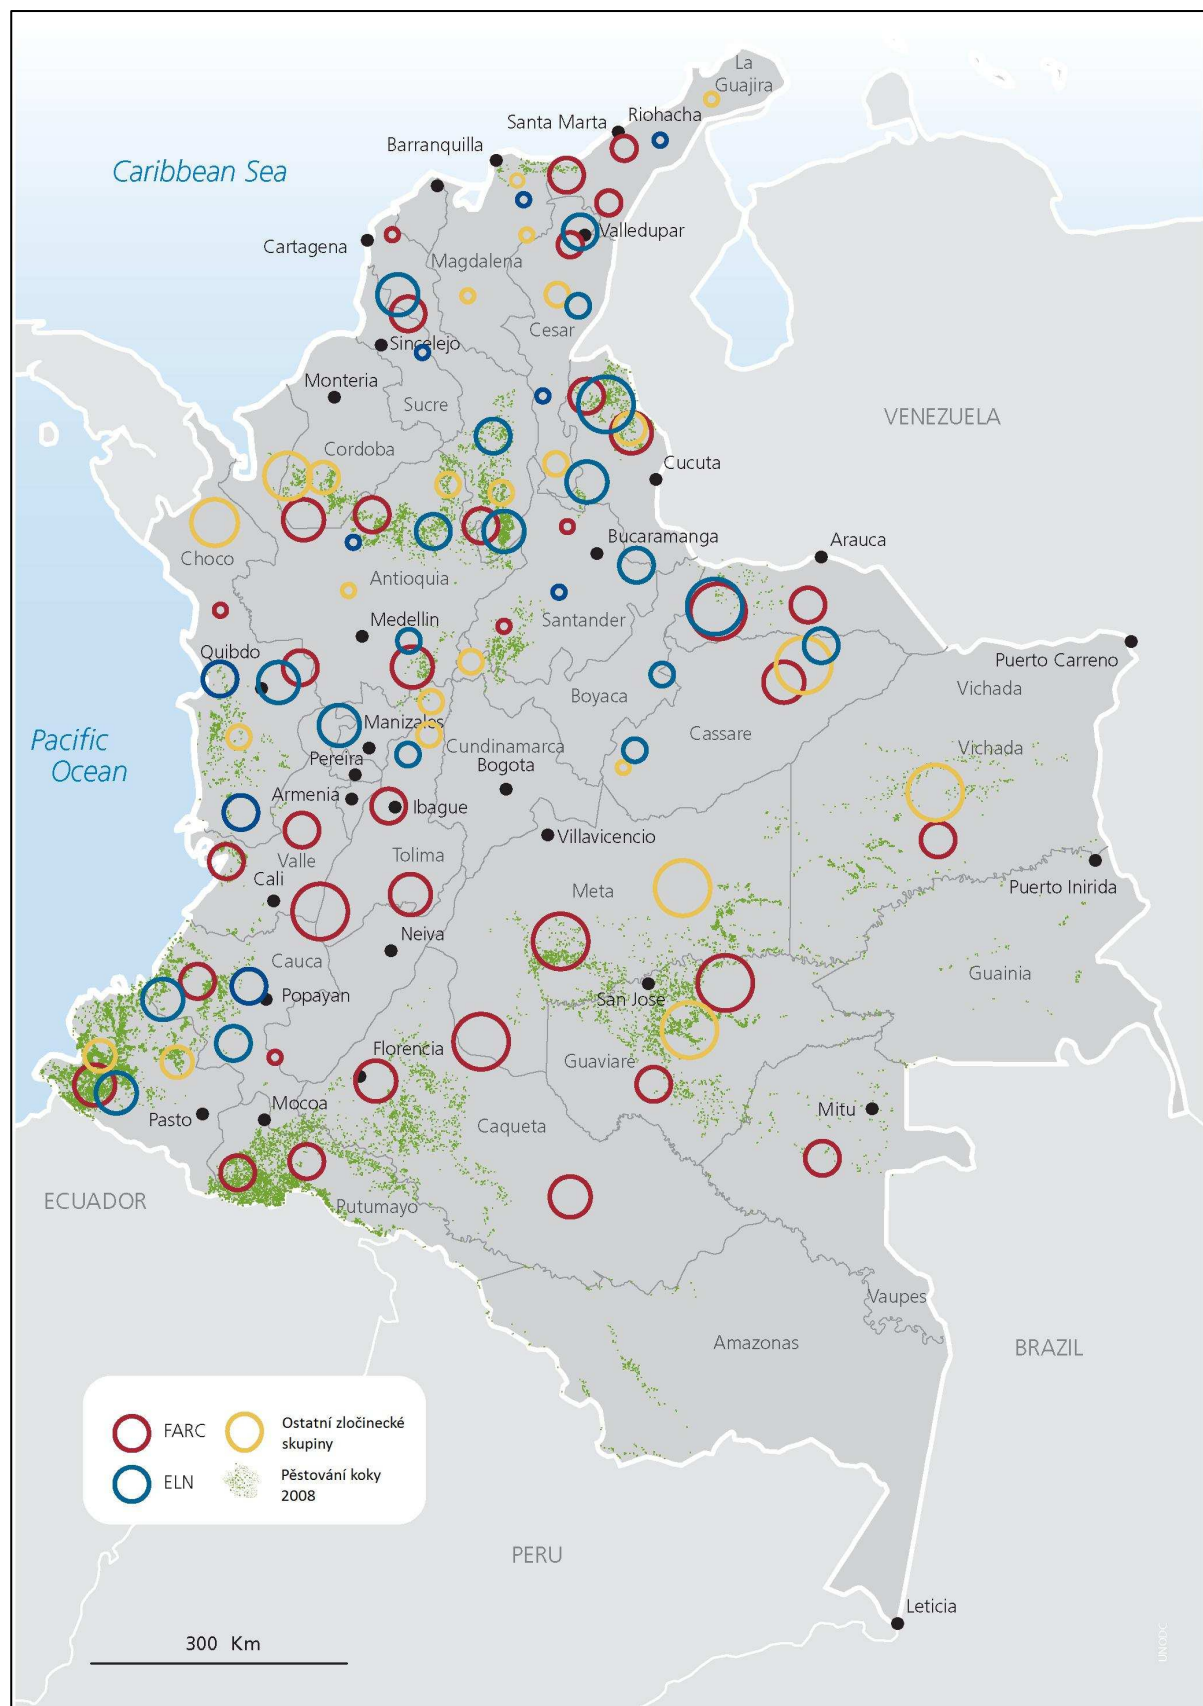 La
Guajira
Riohacha
Santa Marta
Barranquilla
Caribbean Sea
Valledupar
Cartagena
Magdalena
Cesar
Sincelejo
Monteria
Sucre
VENEZUELA
Cordoba
Cucuta
Choco
Bucaramanga
Arauca
Antioquia
Santander
Medellin
Quibdo
Puerto Carreno
Boyaca
Vichada
Manizales
Cassare
Pacific
Ocean
Cundinamarca
Vichada
Pereira
Bogota
Armenia
Ibague
Villavicencio
Tolima
Valle
Cali
Meta
Puerto Inirida
Neiva
Cauca
Guainia
Popayan
San Jose
Florencia
Guaviare
Pasto
Mocoa
Mitu
Caqueta
ECUADOR
Putumayo
Vaupes
Amazonas
BRAZIL
FARC
Ostatní zločinecké
skupiny
ELN
Pěstování koky
2008
PERU
Leticia
300 Km
UNODC